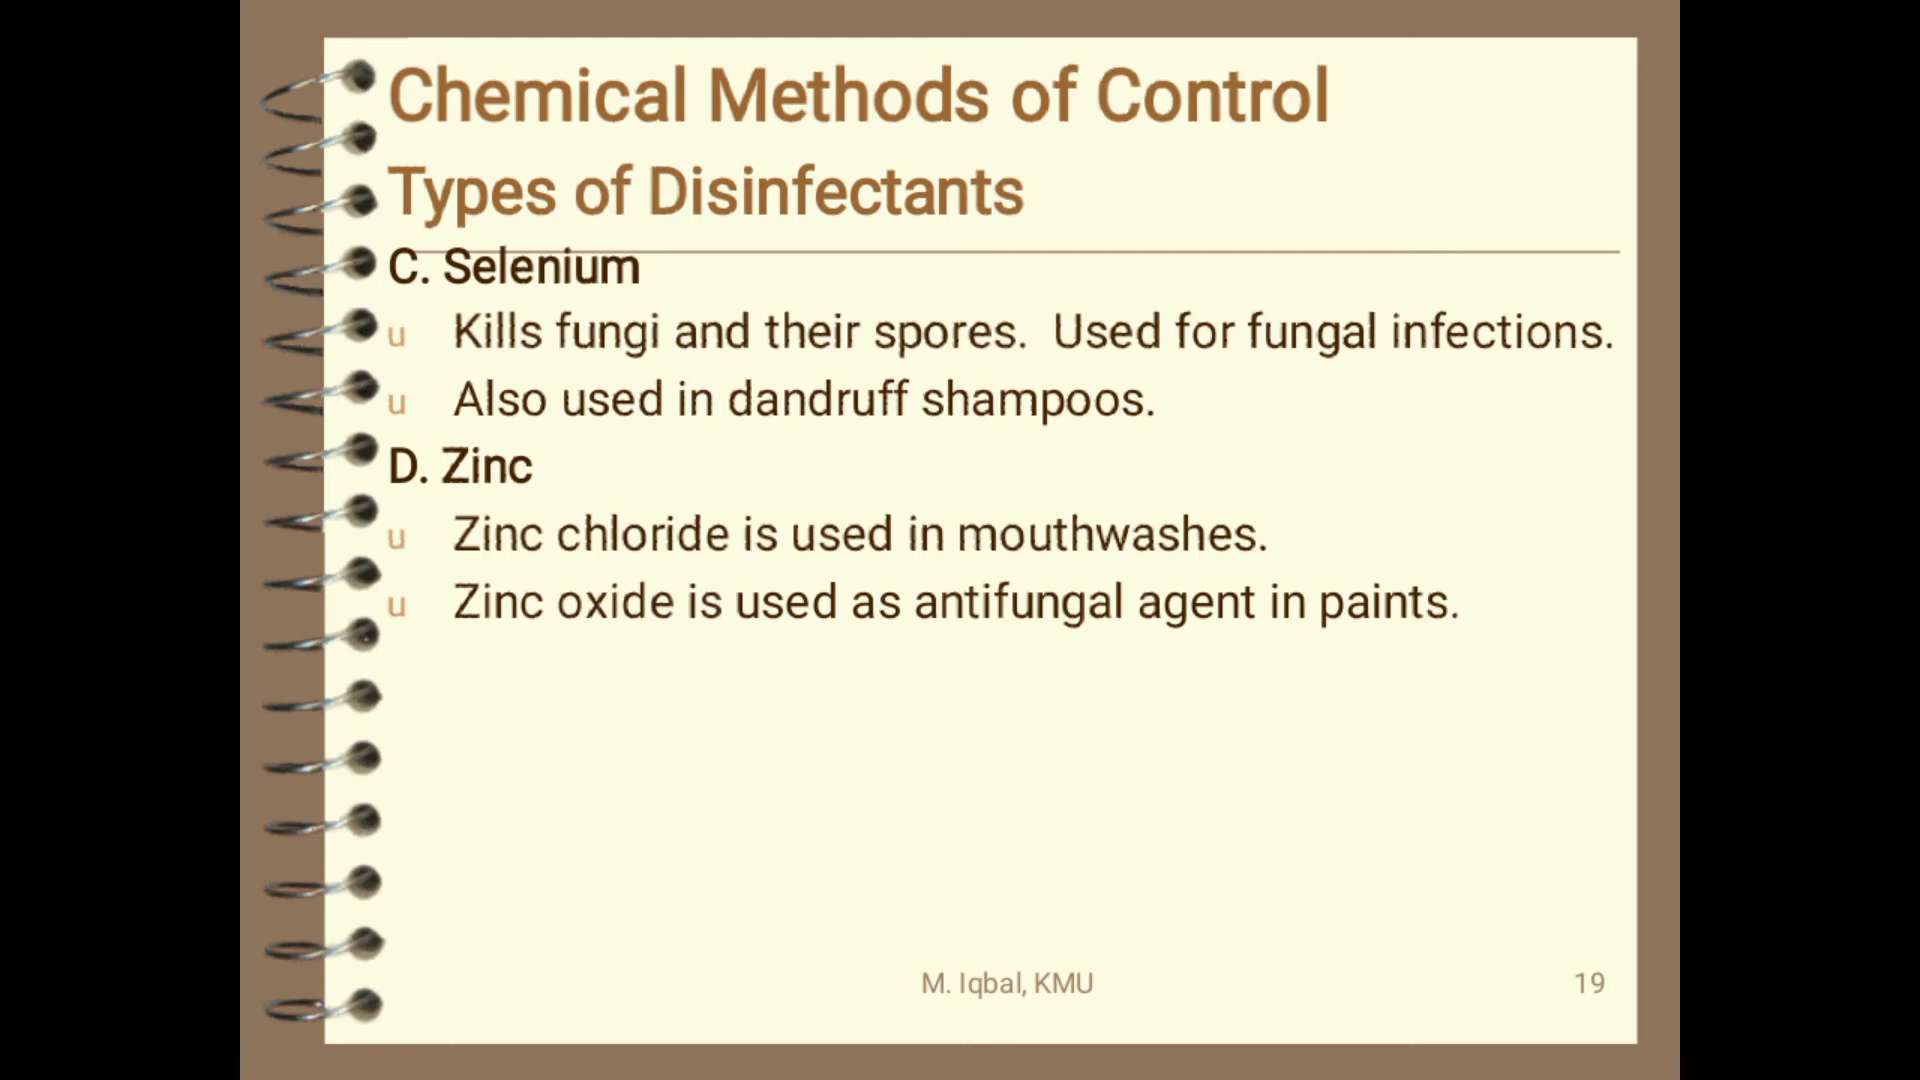 Chemical Methods of Control
Types of Disinfectants
C. Selenium
u Kills fungi and their spores. Used for fungal infections.
u Also used in dandruff shampoos.
D. Zinc
u Zinc chloride is used in mouthwashes.
u Zinc oxide is used as antifungal agent in paints.
M. Iqbal, KMU
19